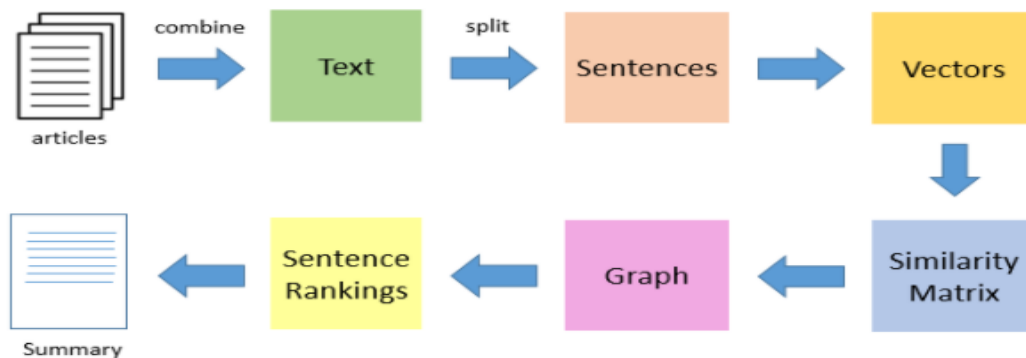 combine
split
Text
Sentences
Vectors
articles
Sentence
Rankings
Graph
Similarity
Matrix
Summary